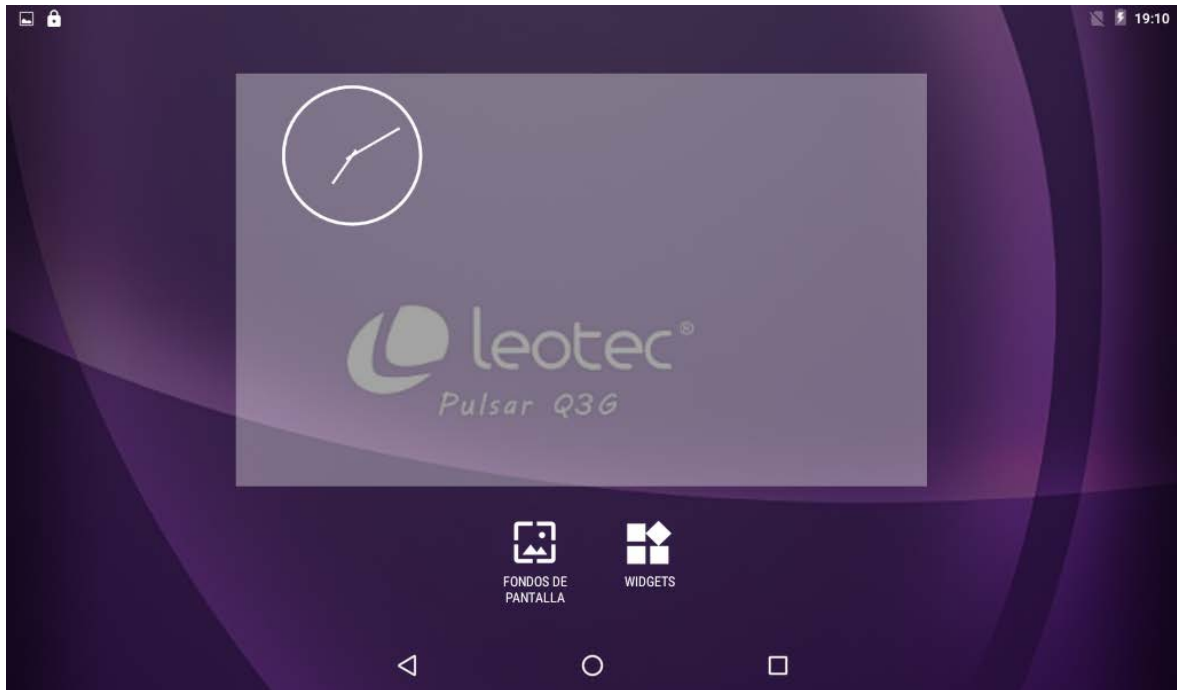 19:10
leotec®
Pulsar Q3G
FONDOS DE
PANTALLA
WIDGETS